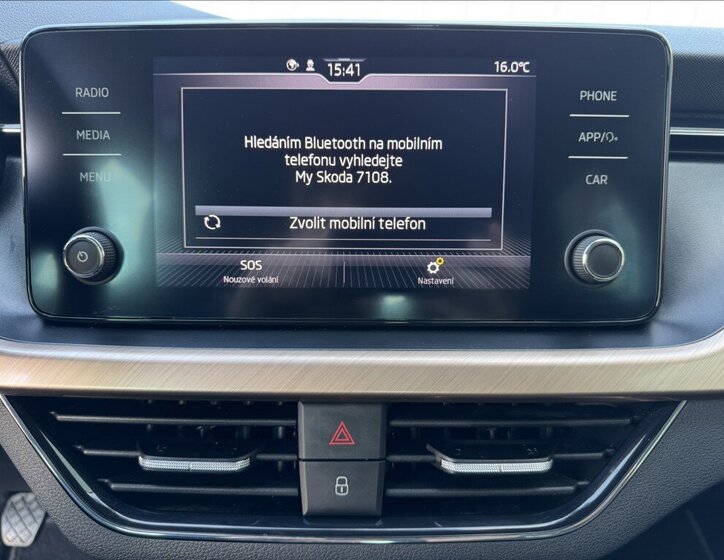 15:41
16.0℃
RADIO
MEDIA
MENU
Hledáním Bluetooth na mobilním
telefonu vyhledejte
My Skoda 7108.
Zvolit mobilní telefon
SOS
Nouzové volání
Nastavení
PHONE
APP/
CAR